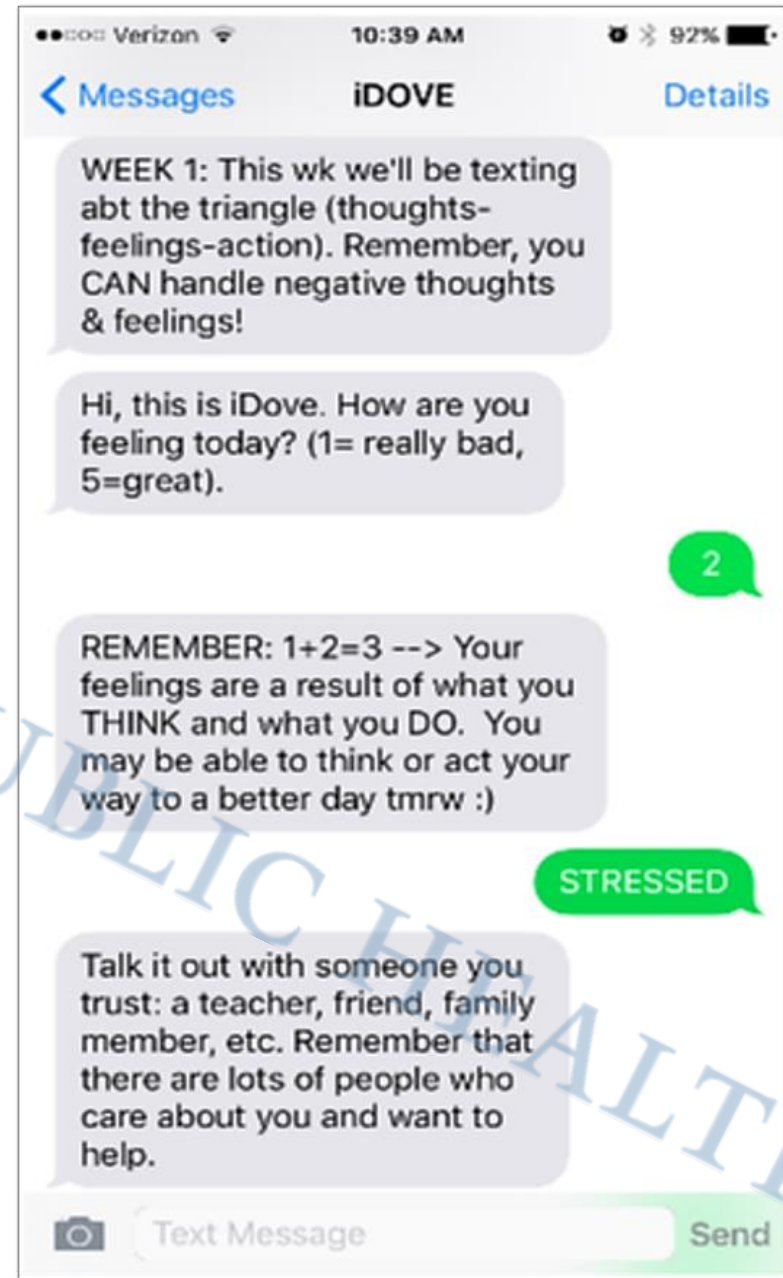 Verizon 10:39 AM 92%
Messages iDOVE Details
WEEK 1: This wk we'll be texting
abt the triangle (thoughts-
feelings-action). Remember, you
CAN handle negative thoughts
& feelings!
Hi, this is iDove. How are you
feeling today? (1= really bad,
5=great).
2
REMEMBER: 1+2=3 --> Your
feelings are a result of what you
THINK and what you DO.  You
may be able to think or act your
way to a better day tmrw :)
STRESSED
Talk it out with someone you
trust: a teacher, friend, family
member, etc. Remember that
there are lots of people who
care about you and want to
help.
Text Message Send
UBLIC HEALT